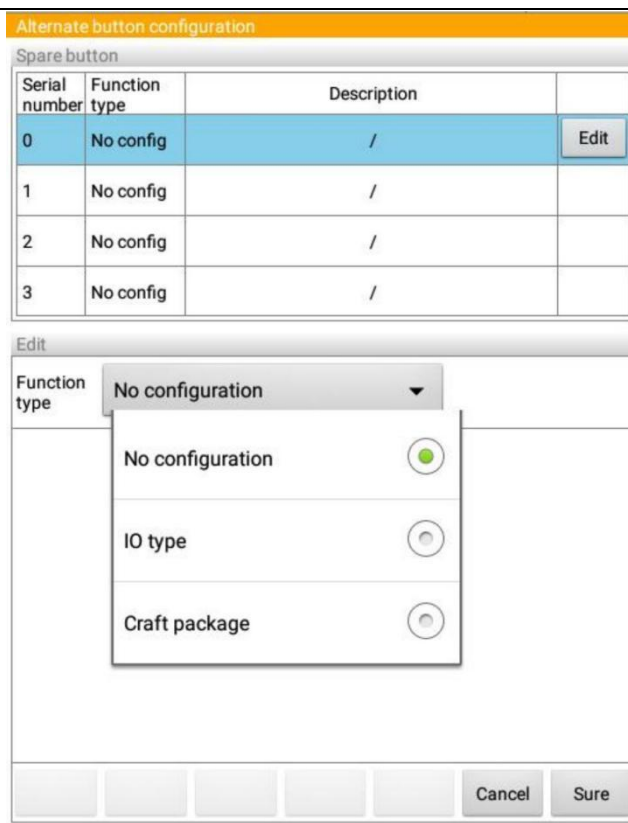 Alternate button configuration
Spare button
Serial number Function type Description
0 No config / Edit
1 No config /
2 No config /
3 No config /
Edit
Function type No configuration
No configuration
IO type
Craft package
Cancel Sure